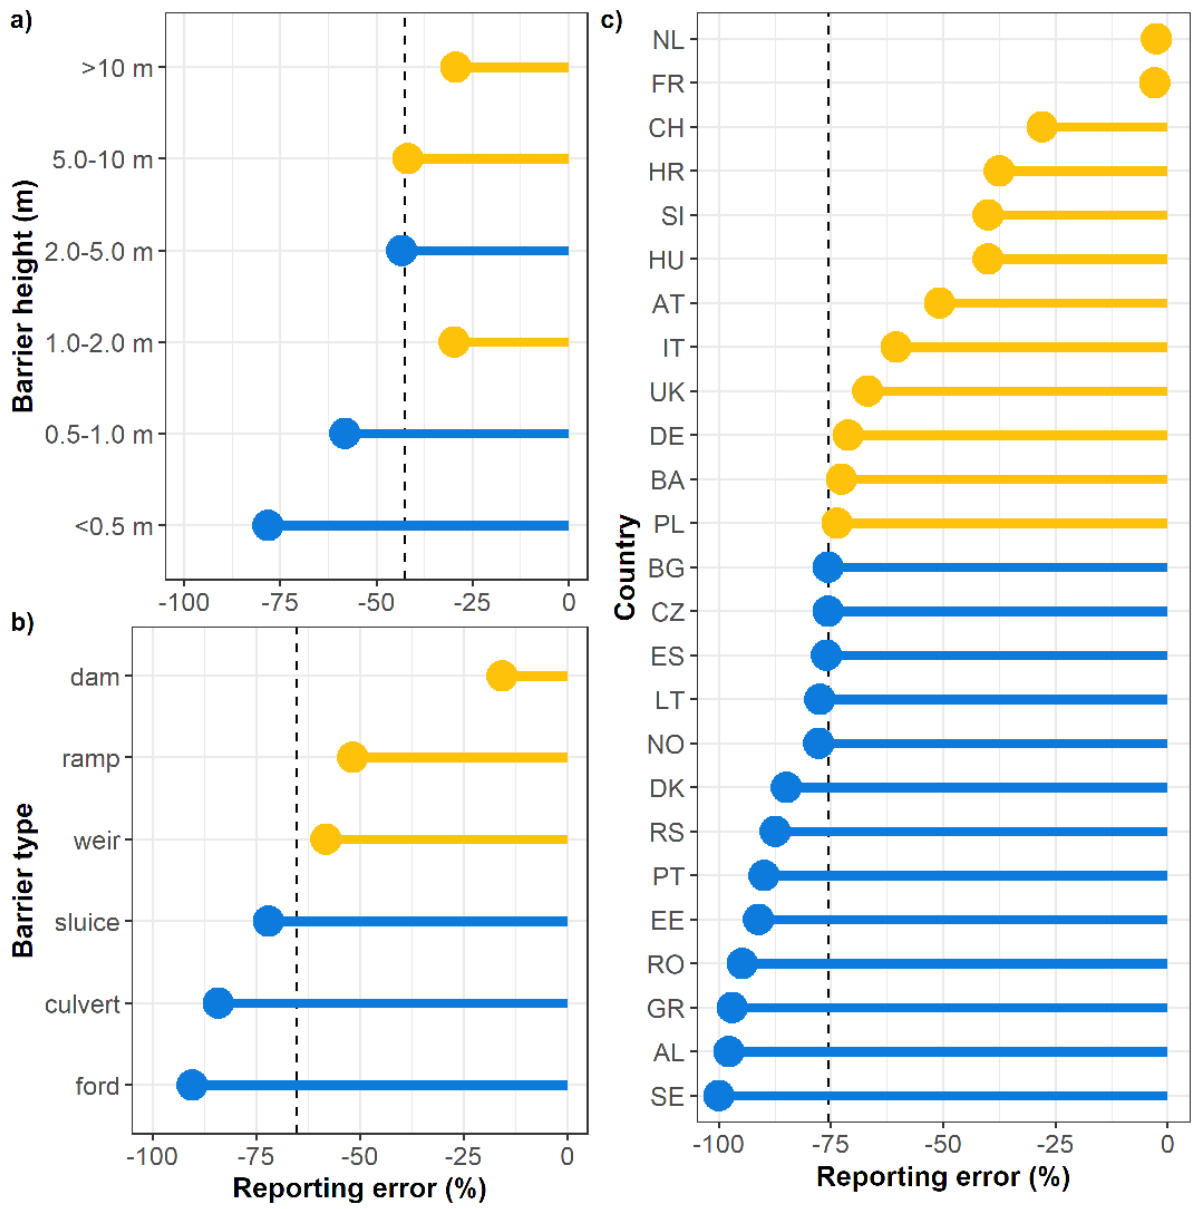 a)
Barrier height (m)
>10 m
5.0-10 m
2.0-5.0 m
1.0-2.0 m
0.5-1.0 m
<0.5 m
-100 -75 -50 -25 0
b)
Barrier type
dam
ramp
weir
sluice
culvert
ford
-100 -75 -50 -25 0
Reporting error (%)
c)
Country
NL
FR
CH
HR
SI
HU
AT
IT
UK
DE
BA
PL
BG
CZ
ES
LT
NO
DK
RS
PT
EE
RO
GR
AL
SE
-100 -75 -50 -25 0
Reporting error (%)